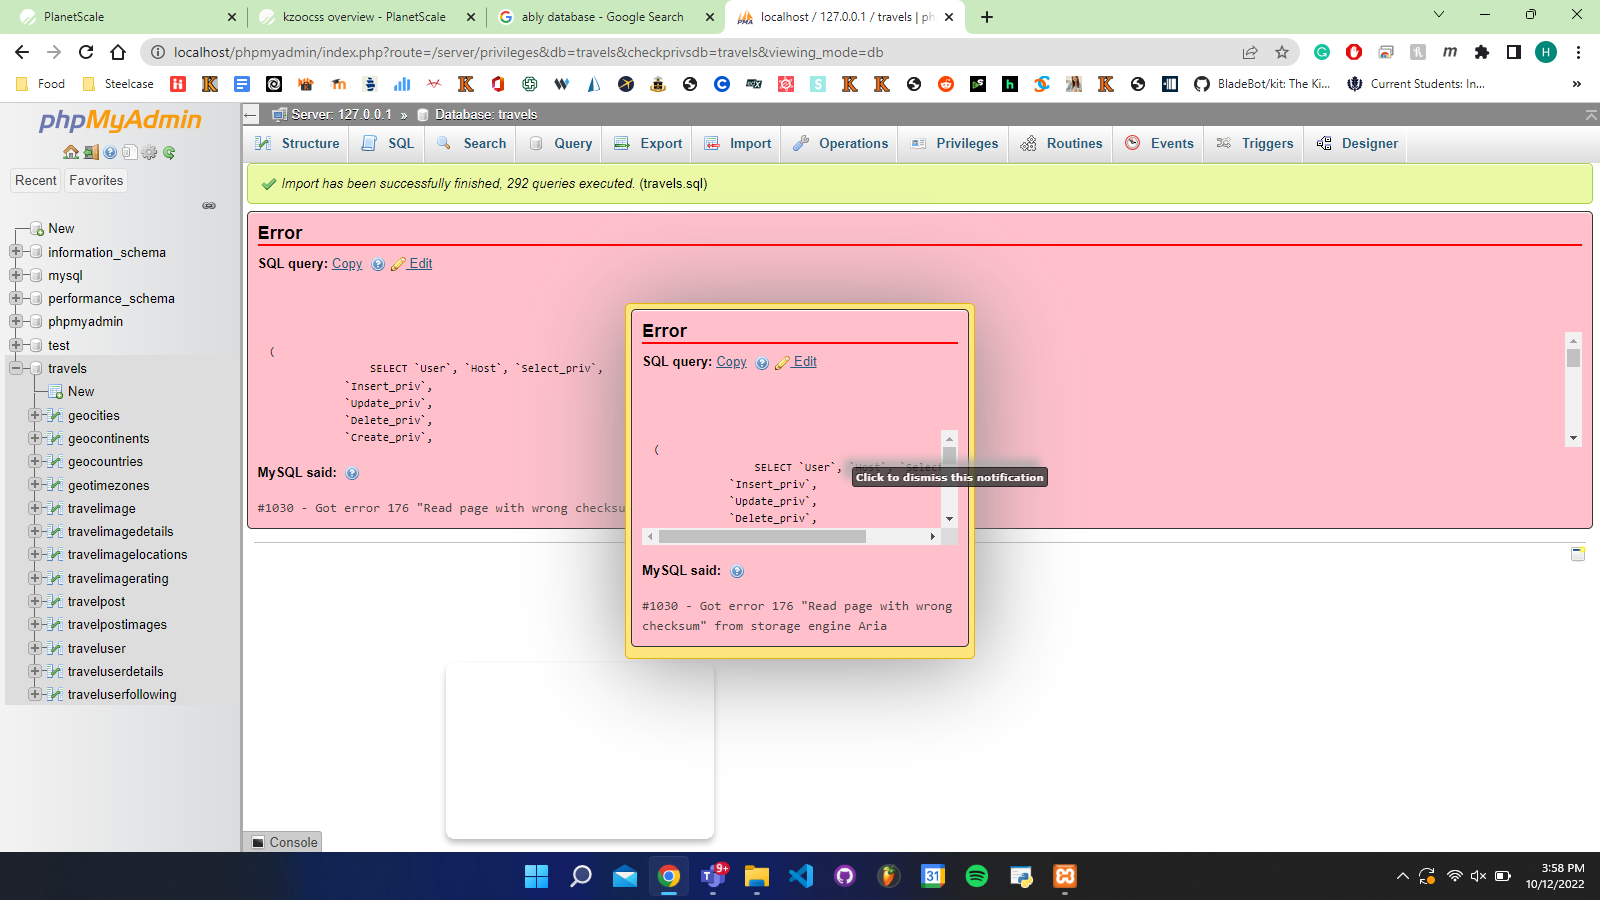 PlanetScale
kzoocss overview - PlanetScale
ably database - Google Search
localhost / 127.0.0.1 / travels | ph
localhost/phpmyadmin/index.php?route=/server/privileges&db=travels&checkprivsdb=travels&viewing_mode=db
H
Food
Steelcase
BladeBot/kit: The Ki...
Current Students: In...
»
phpMyAdmin
Recent
Favorites
New
information_schema
mysql
performance_schema
phpmyadmin
test
travels
New
geocities
geocontinents
geocountries
geotimezones
travelimage
travelimagedetails
travelimagelocations
travelimagerating
travelpost
travelpostimages
traveluser
traveluserdetails
traveluserfollowing
Server: 127.0.0.1 » Database: travels
Structure
SQL
Search
Query
Export
Import
Operations
Privileges
Routines
Events
Triggers
Designer
Import has been successfully finished, 292 queries executed. (travels.sql)
Error
SQL query: Copy Edit
(
SELECT `User`, `Host`, `Select_priv`,
`Insert_priv`,
`Update_priv`,
`Delete_priv`,
`Create_priv`,
MySQL said:
#1030 - Got error 176 "Read page with wrong checksu
Error
SQL query: Copy Edit
(
SELECT `User`, `Host`, `Select
`Insert_priv`,
`Update_priv`,
`Delete_priv`,
Click to dismiss this notification
MySQL said:
#1030 - Got error 176 "Read page with wrong
checksum" from storage engine Aria
Console
9+
31
3:58 PM
10/12/2022